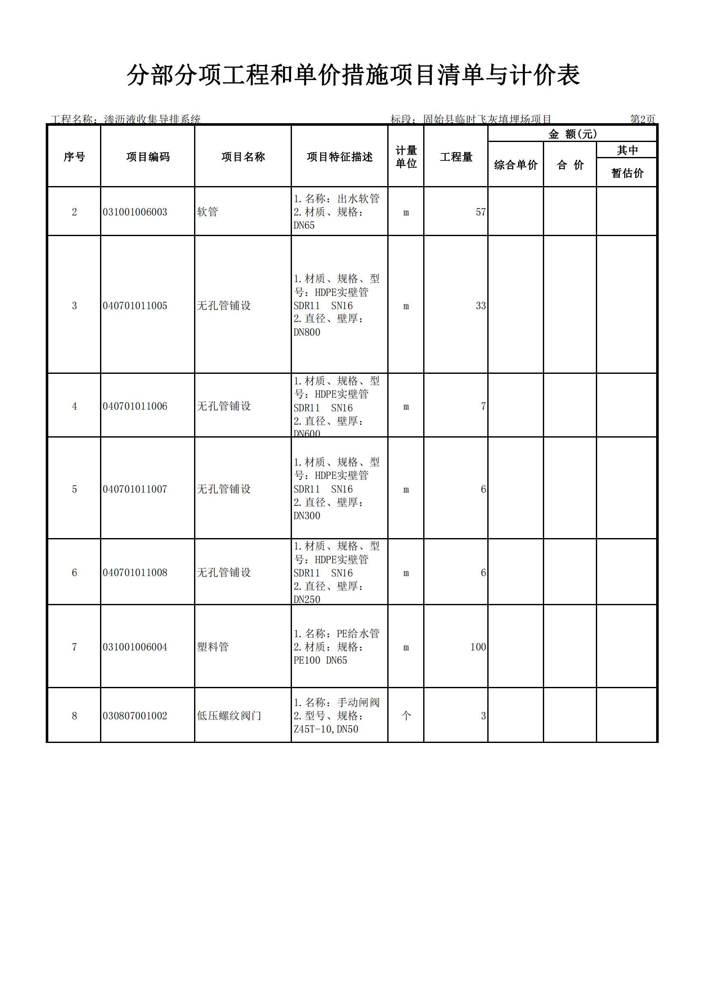 分部分项工程和单价措施项目清单与计价表
工程名称：渗沥液收集导排系统 标段：固始县临时飞灰填埋场项目 第2页
序号 项目编码 项目名称 项目特征描述 计量单位 工程量 金 额(元)
综合单价 合 价 其中
暂估价
2 031001006003 软管 1.名称：出水软管
2.材质、规格：
DN65
m 57
3 040701011005 无孔管铺设 1.材质、规格、型
号：HDPE实壁管
SDR11 SN16
2.直径、壁厚：
DN800
m 33
4 040701011006 无孔管铺设 1.材质、规格、型
号：HDPE实壁管
SDR11 SN16
2.直径、壁厚：
DN600
m 7
5 040701011007 无孔管铺设 1.材质、规格、型
号：HDPE实壁管
SDR11 SN16
2.直径、壁厚：
DN300
m 6
6 040701011008 无孔管铺设 1.材质、规格、型
号：HDPE实壁管
SDR11 SN16
2.直径、壁厚：
DN250
m 6
7 031001006004 塑料管 1.名称：PE给水管
2.材质：规格：
PE100 DN65
m 100
8 030807001002 低压螺纹阀门 1.名称：手动闸阀
2.型号、规格：
Z45T-10,DN50
个 3